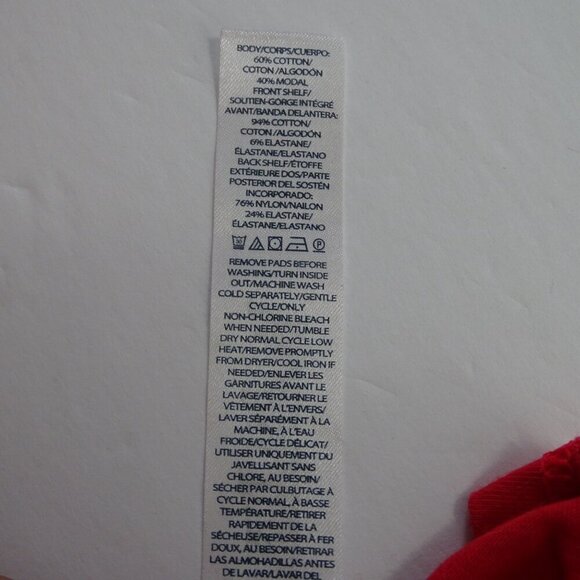 BODY/CORPS/CUERPO:
60% COTTON/
COTON /ALGODÓN
40% MODAL
FRONT SHELF/
SOUTIEN-GORGE INTÉGRÉ
AVANT/BANDA DELANTERA:
94% COTTON/
COTON /ALGODÓN
6% ELASTANE/
ÉLASTANE/ELASTANO
BACK SHELF/ÉTOFFE
EXTÉRIEURE DOS/PARTE
POSTERIOR DEL SOSTÉN
INCORPORADO:
76% NYLON/NAILON
24% ELASTANE/
ÉLASTANE/ELASTANO
P
REMOVE PADS BEFORE
WASHING/TURN INSIDE
OUT/MACHINE WASH
COLD SEPARATELY/GENTLE
CYCLE/ONLY
NON-CHLORINE BLEACH
WHEN NEEDED/TUMBLE
DRY NORMAL CYCLE LOW
HEAT/REMOVE PROMPTLY
FROM DRYER/COOL IRON IF
NEEDED/ENLEVER LES
GARNITURES AVANT LE
LAVAGE/RETOURNER LE
VÊTEMENT À L'ENVERS/
LAVER SÉPARÉMENT À LA
MACHINE, À L'EAU
FROIDE/CYCLE DÉLICAT/
UTILISER UNIQUEMENT DU
JAVELLISANT SANS
CHLORE, AU BESOIN/
SÉCHER PAR CULBUTAGE À
CYCLE NORMAL, À BASSE
TEMPÉRATURE/RETIRER
RAPIDEMENT DE LA
SÉCHEUSE/REPASSER À FER
DOUX, AU BESOIN/RETIRAR
LAS ALMOHADILLAS ANTES
DE LAVAR/LAVAR DEL